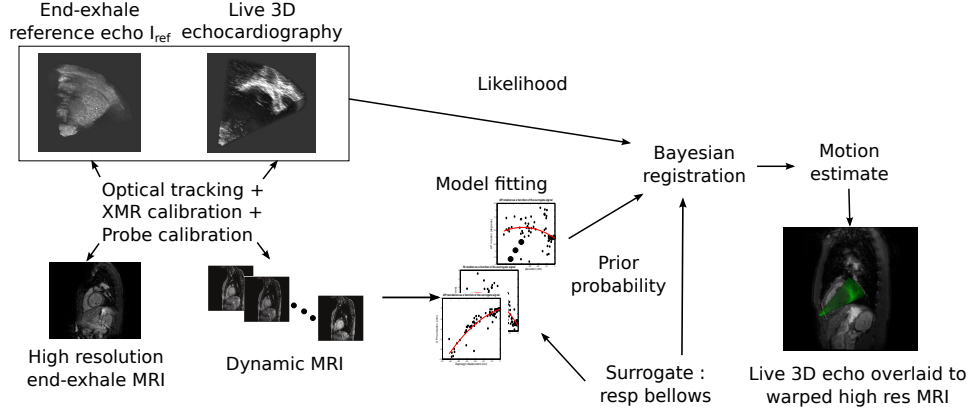 End-exhale
reference echo I_ref
Live 3D
echocardiography
Likelihood
Optical tracking +
XMR calibration +
Probe calibration
Model fitting
Bayesian
registration
Motion
estimate
Prior
probability
High resolution
end-exhale MRI
Dynamic MRI
Surrogate :
resp bellows
Live 3D echo overlaid to
warped high res MRI